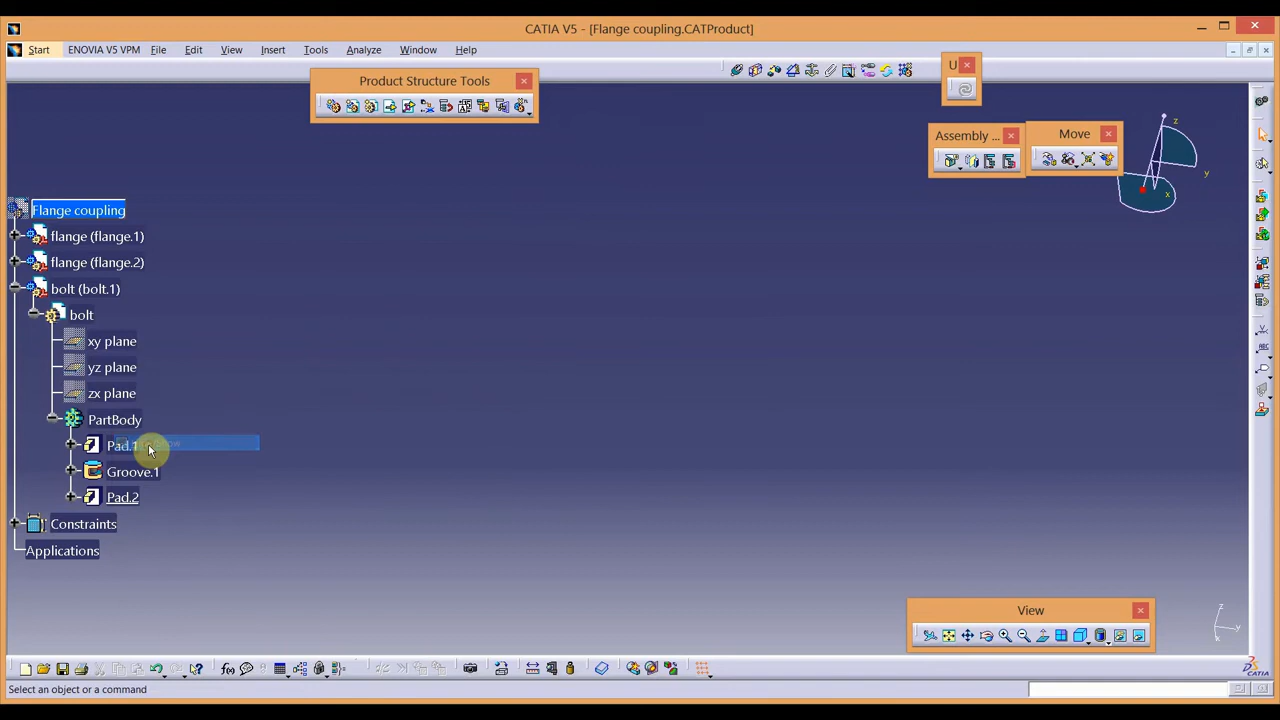 CATIA V5 - [Flange coupling.CATProduct]
Start ENOVIA V5 VPM File Edit View Insert Tools Analyze Window Help
Product Structure Tools
U
Assembly ...
Move
z
y
x
Flange coupling
flange (flange.1)
flange (flange.2)
bolt (bolt.1)
bolt
xy plane
yz plane
zx plane
PartBody
Pad.1
Groove.1
Pad.2
Constraints
Applications
View
z
y
x
Select an object or a command
CATIA